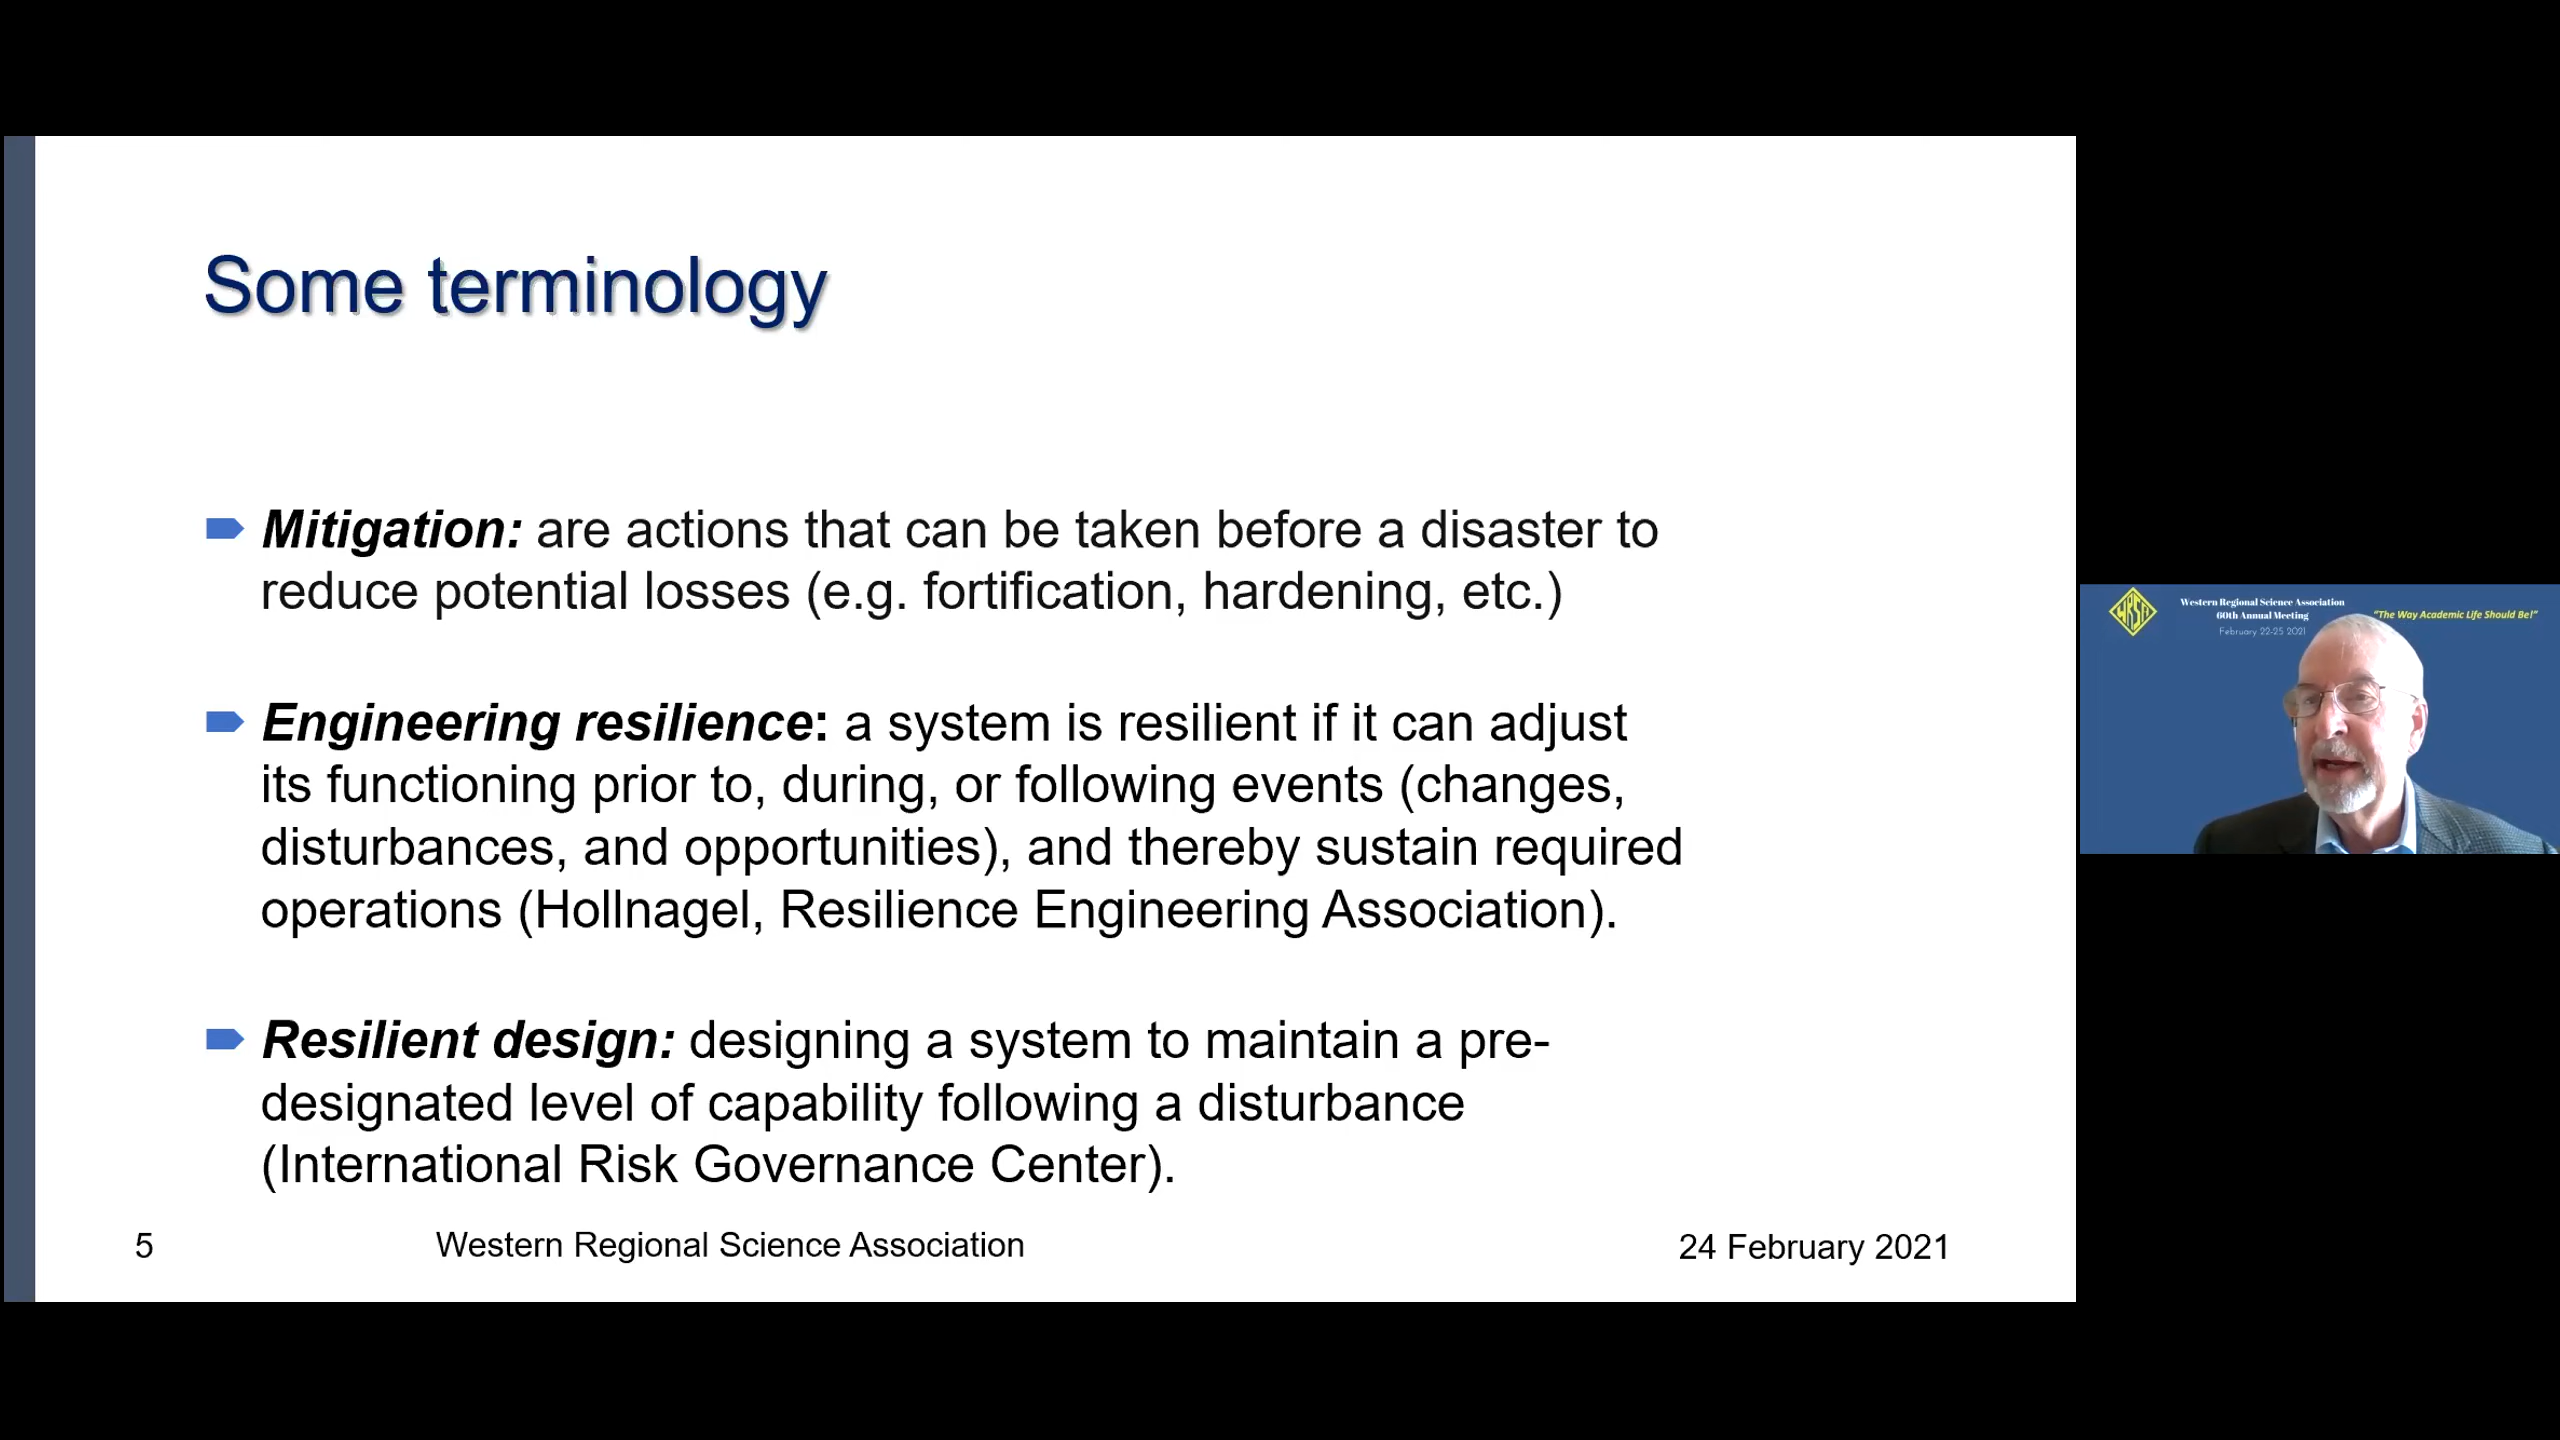 Some terminology
Mitigation: are actions that can be taken before a disaster to
reduce potential losses (e.g. fortification, hardening, etc.)
Engineering resilience: a system is resilient if it can adjust
its functioning prior to, during, or following events (changes,
disturbances, and opportunities), and thereby sustain required
operations (Hollnagel, Resilience Engineering Association).
Resilient design: designing a system to maintain a pre-
designated level of capability following a disturbance
(International Risk Governance Center).
5
Western Regional Science Association
24 February 2021
WRSA
Western Regional Science Association
60th Annual Meeting
February 22-25 2021
"The Way Academic Life Should Be!"